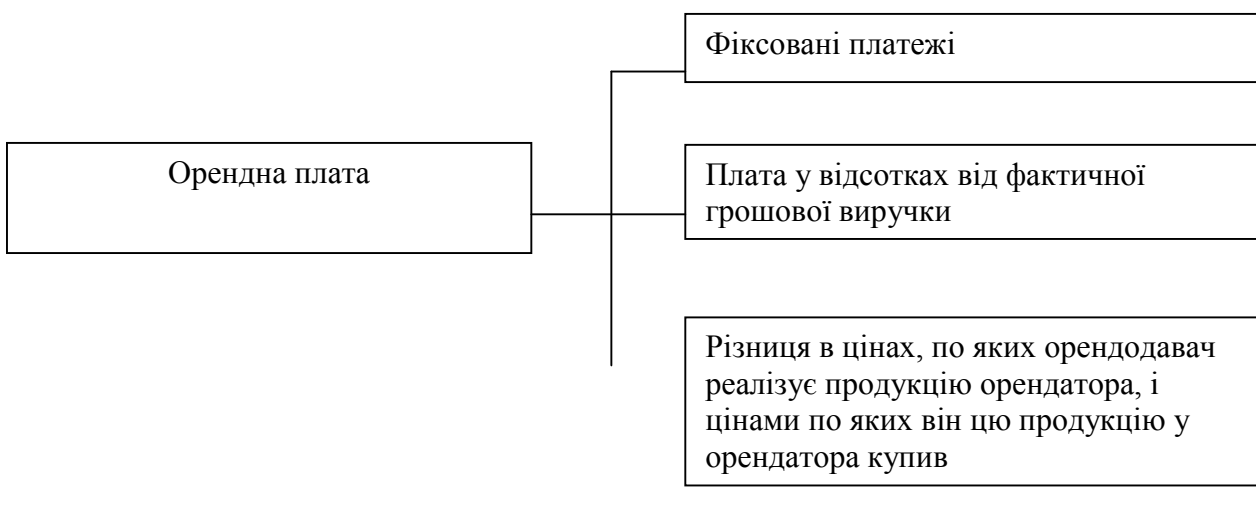 Фіксовані платежі
Орендна плата
Плата у відсотках від фактичної
грошової виручки
Різниця в цінах, по яких орендодавач
реалізує продукцію орендатора, і
цінами по яких він цю продукцію у
орендатора купив